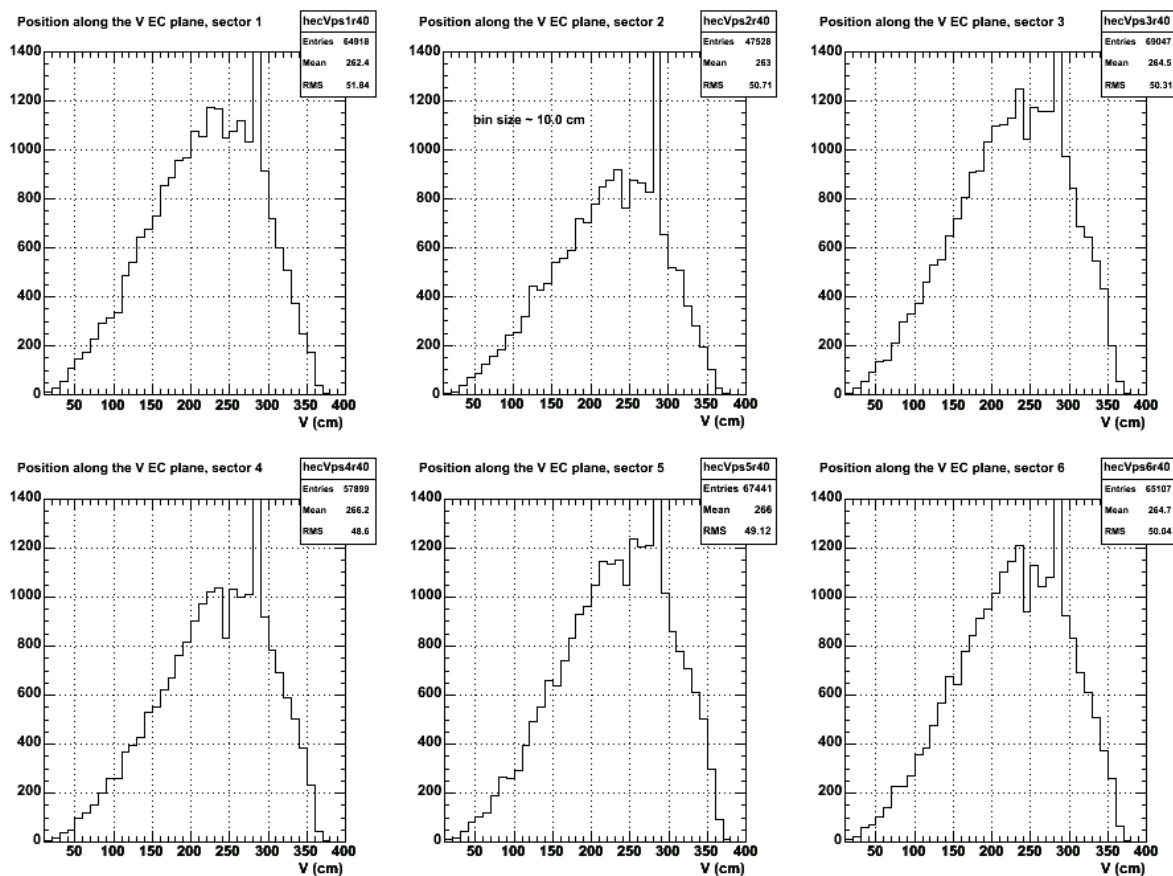 Position along the V EC plane, sector 1
hecVps1r40
Entries 64918
Mean 262.4
RMS 51.84
1400
1200
1000
800
600
400
200
0
50 100 150 200 250 300 350 400
V (cm)
Position along the V EC plane, sector 2
hecVps2r40
Entries 47528
Mean 263
RMS 50.71
bin size ~ 10.0 cm
1400
1200
1000
800
600
400
200
0
50 100 150 200 250 300 350 400
V (cm)
Position along the V EC plane, sector 3
hecVps3r40
Entries 69047
Mean 264.5
RMS 50.31
1400
1200
1000
800
600
400
200
0
50 100 150 200 250 300 350 400
V (cm)
Position along the V EC plane, sector 4
hecVps4r40
Entries 57899
Mean 266.2
RMS 48.6
1400
1200
1000
800
600
400
200
0
50 100 150 200 250 300 350 400
V (cm)
Position along the V EC plane, sector 5
hecVps5r40
Entries 67441
Mean 266
RMS 49.12
1400
1200
1000
800
600
400
200
0
50 100 150 200 250 300 350 400
V (cm)
Position along the V EC plane, sector 6
hecVps6r40
Entries 65107
Mean 264.7
RMS 50.04
1400
1200
1000
800
600
400
200
0
50 100 150 200 250 300 350 400
V (cm)